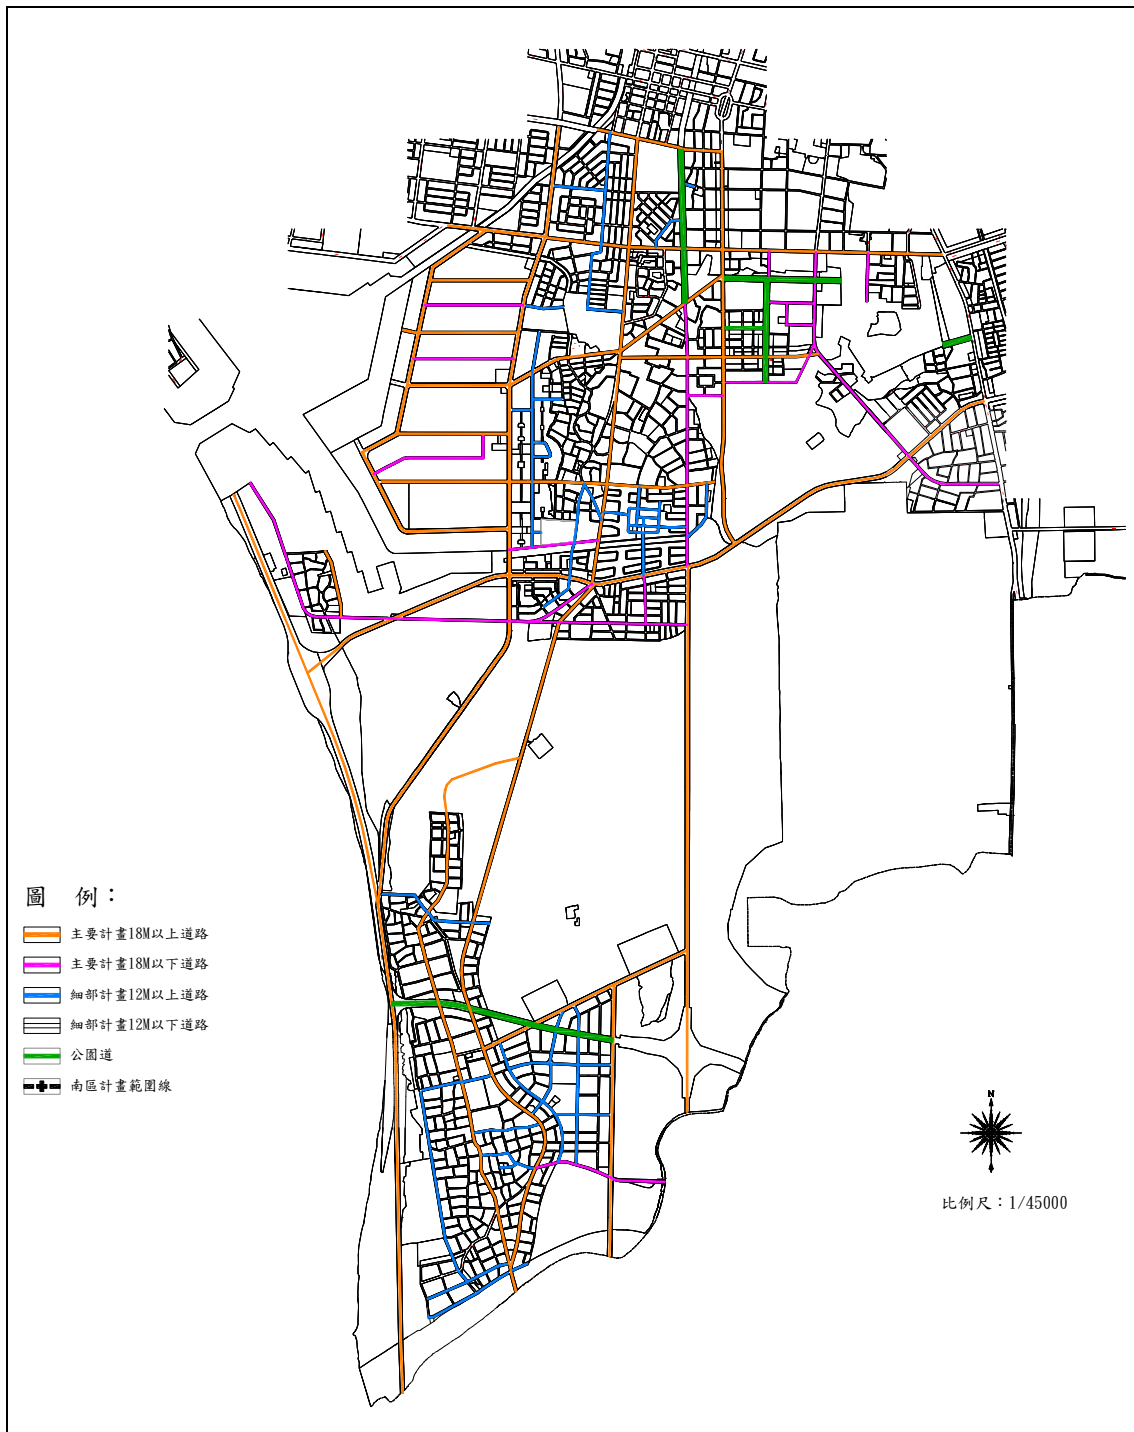 圖 例：
主要計畫18M以上道路
主要計畫18M以下道路
細部計畫12M以上道路
細部計畫12M以下道路
公園道
南區計畫範圍線
N
比例尺：1/45000